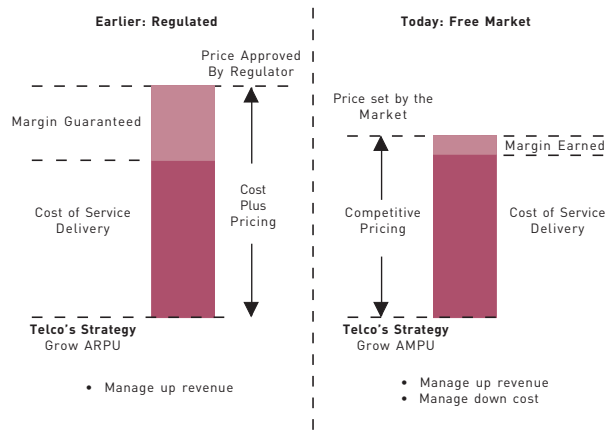 Earlier: Regulated
Price Approved
By Regulator
Margin Guaranteed
Cost of Service
Delivery
Cost
Plus
Pricing
Telco's Strategy
Grow ARPU
• Manage up revenue
Today: Free Market
Price set by the
Market
Margin Earned
Competitive
Pricing
Cost of Service
Delivery
Telco's Strategy
Grow AMPU
• Manage up revenue
• Manage down cost